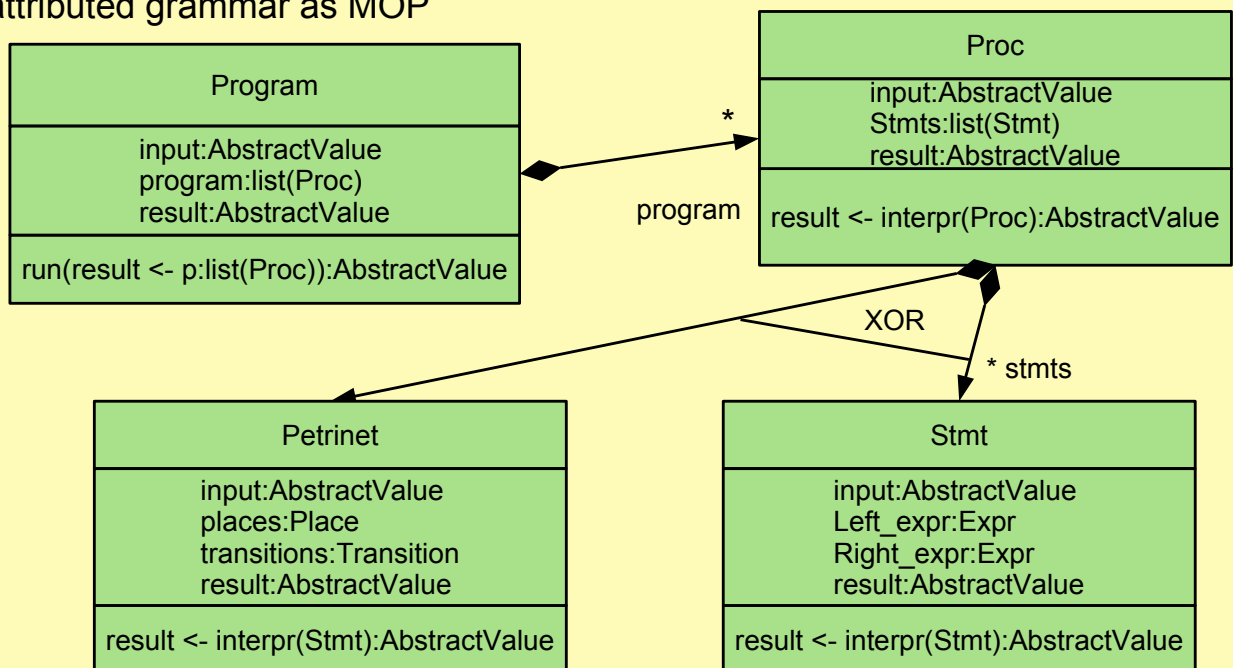 attributed grammar as MOP
Program
input:AbstractValue
program:list(Proc)
result:AbstractValue
run(result <- p:list(Proc)):AbstractValue
*
program
Proc
input:AbstractValue
Stmts:list(Stmt)
result:AbstractValue
result <- interpr(Proc):AbstractValue
XOR
* stmts
Petrinet
input:AbstractValue
places:Place
transitions:Transition
result:AbstractValue
result <- interpr(Stmt):AbstractValue
Stmt
input:AbstractValue
Left_expr:Expr
Right_expr:Expr
result:AbstractValue
result <- interpr(Stmt):AbstractValue